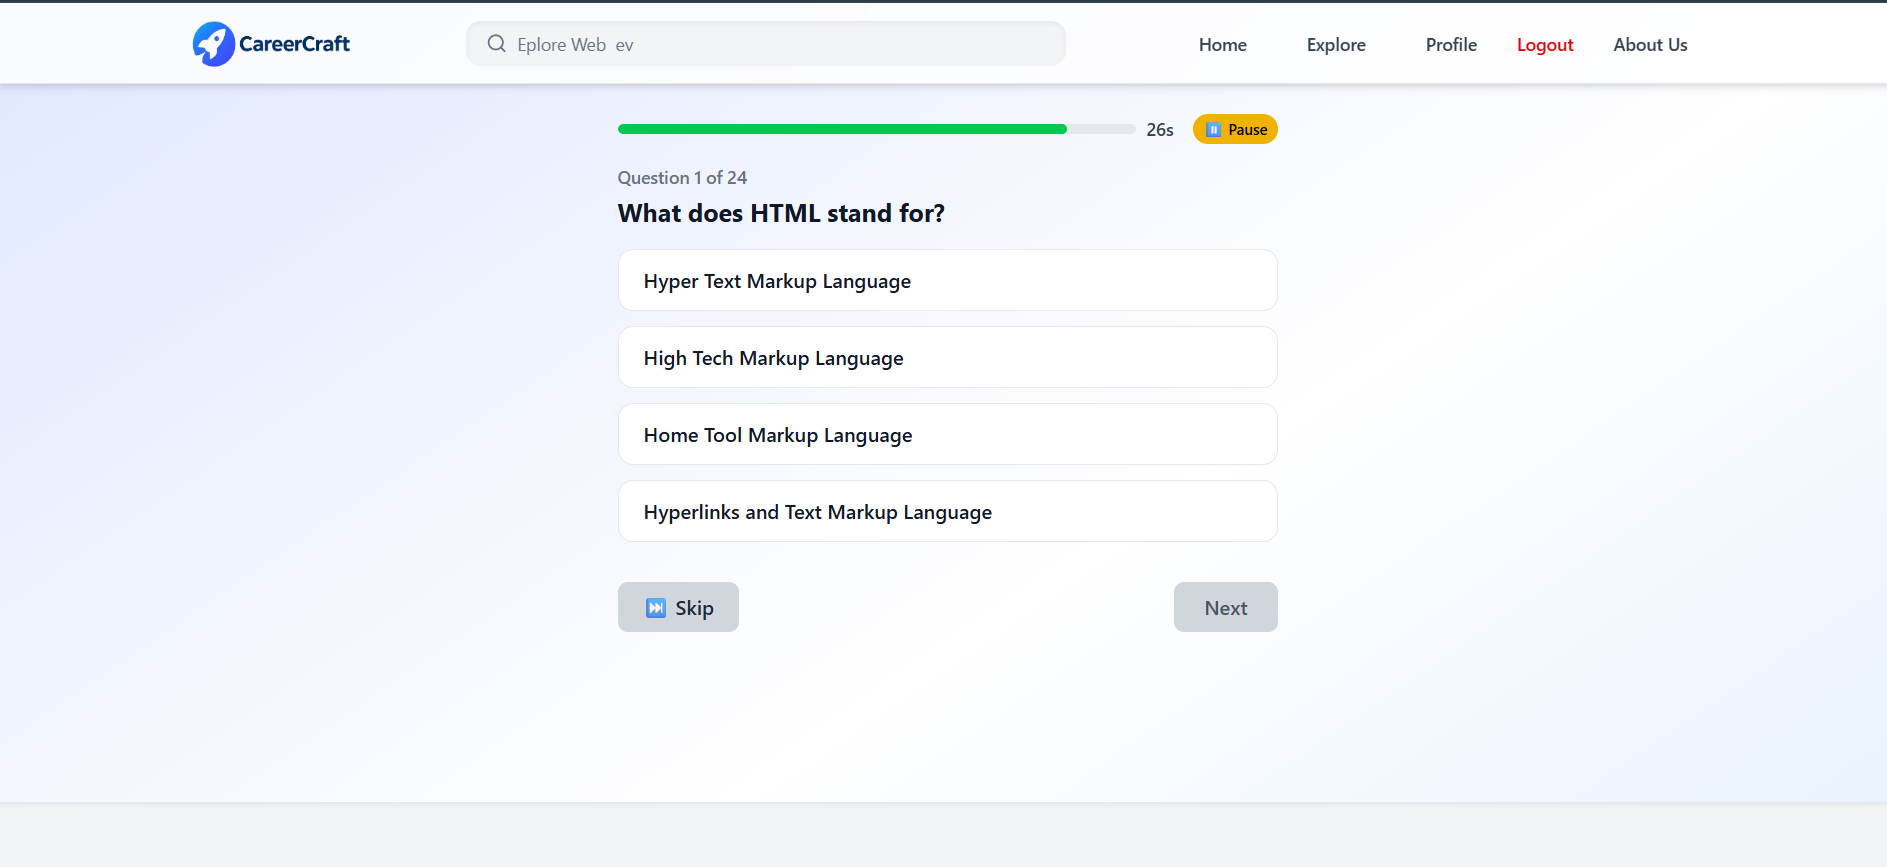 CareerCraft
Eplore Web  ev
Home
Explore
Profile
Logout
About Us
26s
Pause
Question 1 of 24
What does HTML stand for?
Hyper Text Markup Language
High Tech Markup Language
Home Tool Markup Language
Hyperlinks and Text Markup Language
Skip
Next